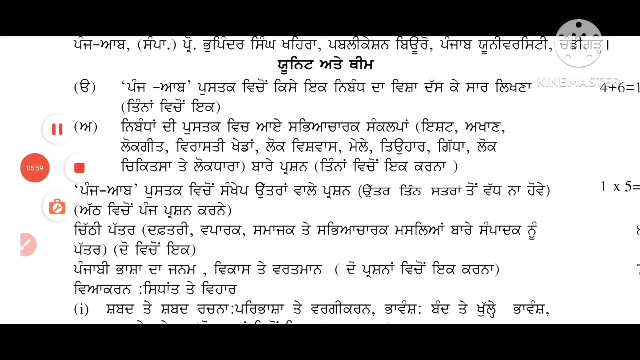 ਪੰਜ-ਆਬ, (ਸੰਪਾ.) ਪ੍ਰੋ. ਭੁਪਿੰਦਰ ਸਿੰਘ ਖਹਿਰਾ, ਪਬਲੀਕੇਸ਼ਨ ਬਿਊਰੋ, ਪੰਜਾਬ ਯੂਨੀਵਰਸਿਟੀ, ਚੰਡੀਗੜ੍ਹ।
ਯੂਨਿਟ ਅਤੇ ਥੀਮ
(ੳ) 'ਪੰਜ -ਆਬ' ਪੁਸਤਕ ਵਿਚੋਂ ਕਿਸੇ ਇਕ ਨਿਬੰਧ ਦਾ ਵਿਸ਼ਾ ਦੱਸ ਕੇ ਸਾਰ ਲਿਖਣਾ 4+6=1
(ਤਿੰਨਾਂ ਵਿਚੋਂ ਇਕ)
(ਅ) ਨਿਬੰਧਾਂ ਦੀ ਪੁਸਤਕ ਵਿਚ ਆਏ ਸਭਿਆਚਾਰਕ ਸੰਕਲਪਾਂ (ਇਸ਼ਟ, ਅਖਾਣ,
ਲੋਕਗੀਤ, ਵਿਰਾਸਤੀ ਖੇਡਾਂ, ਲੋਕ ਵਿਸ਼ਵਾਸ, ਮੇਲੇ, ਤਿਉਹਾਰ, ਗਿੱਧਾ, ਲੋਕ
ਚਿਕਿਤਸਾ ਤੇ ਲੋਕਧਾਰਾ) ਬਾਰੇ ਪ੍ਰਸ਼ਨ (ਤਿੰਨਾਂ ਵਿਚੋਂ ਇਕ ਕਰਨਾ )
'ਪੰਜ-ਆਬ' ਪੁਸਤਕ ਵਿਚੋਂ ਸੰਖੇਪ ਉੱਤਰਾਂ ਵਾਲੇ ਪ੍ਰਸ਼ਨ (ਉੱਤਰ ਤਿੰਨ ਸਤਰਾਂ ਤੋਂ ਵੱਧ ਨਾ ਹੋਵੇ) 1 x 5=
(ਅੱਠ ਵਿਚੋਂ ਪੰਜ ਪ੍ਰਸ਼ਨ ਕਰਨੇ)
ਚਿੱਠੀ ਪੱਤਰ (ਦਫ਼ਤਰੀ, ਵਪਾਰਕ, ਸਮਾਜਕ ਤੇ ਸਭਿਆਚਾਰਕ ਮਸਲਿਆਂ ਬਾਰੇ ਸੰਪਾਦਕ ਨੂੰ
ਪੱਤਰ) (ਦੋ ਵਿਚੋਂ ਇਕ)
ਪੰਜਾਬੀ ਭਾਸ਼ਾ ਦਾ ਜਨਮ , ਵਿਕਾਸ ਤੇ ਵਰਤਮਾਨ ( ਦੋ ਪ੍ਰਸ਼ਨਾਂ ਵਿਚੋਂ ਇਕ ਕਰਨਾ)
ਵਿਆਕਰਨ :ਸਿਧਾਂਤ ਤੇ ਵਿਹਾਰ
(i) ਸ਼ਬਦ ਤੇ ਸ਼ਬਦ ਰਚਨਾ:ਪਰਿਭਾਸ਼ਾ ਤੇ ਵਰਗੀਕਰਨ, ਭਾਵੰਸ਼: ਬੰਦ ਤੇ ਖੁੱਲ੍ਹੇ ਭਾਵੰਸ਼,
05:59
KINEMASTER